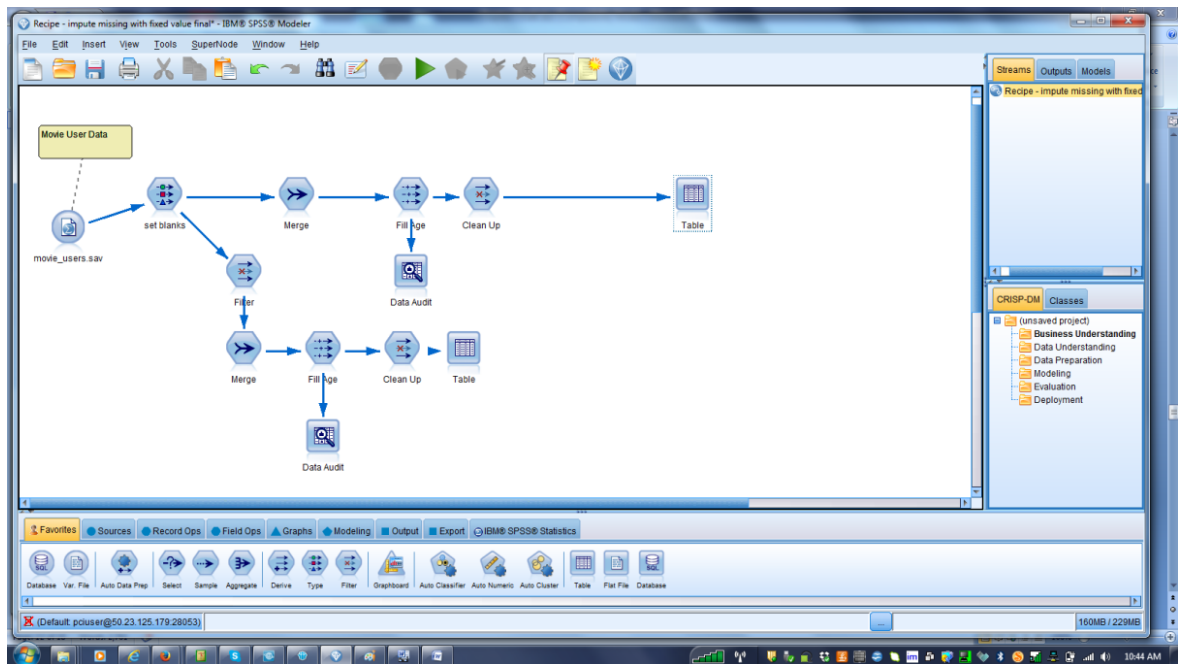 Recipe - impute missing with fixed value final* - IBM® SPSS® Modeler
File Edit Insert View Tools SuperNode Window Help
Streams Outputs Models
Recipe - impute missing with fixed
Movie User Data
movie_users.sav
set blanks
Merge
Fill Age
Clean Up
Table
Filter
Data Audit
Merge
Fill Age
Clean Up
Table
Data Audit
CRISP-DM Classes
(unsaved project)
Business Understanding
Data Understanding
Data Preparation
Modeling
Evaluation
Deployment
Favorites Sources Record Ops Field Ops Graphs Modeling Output Export IBM® SPSS® Statistics
Database Var. File Auto Data Prep Select Sample Aggregate Derive Type Filter Graphboard Auto Classifier Auto Numeric Auto Cluster Table Flat File Database
(Default: pciuser@50.23.125.179:28053)
...
160MB / 229MB
10:44 AM